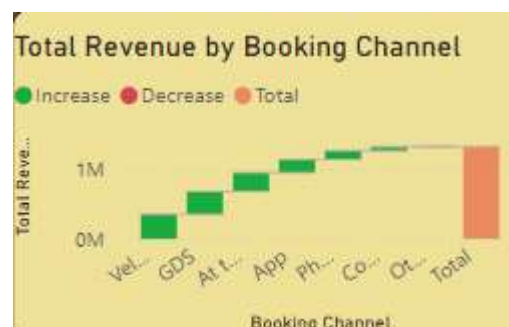 Total Revenue by Booking Channel
Increase Decrease Total
Total Reve...
1M
0M
Vel... GDS At t... App Ph... Co... Ot... Total
Booking Channel